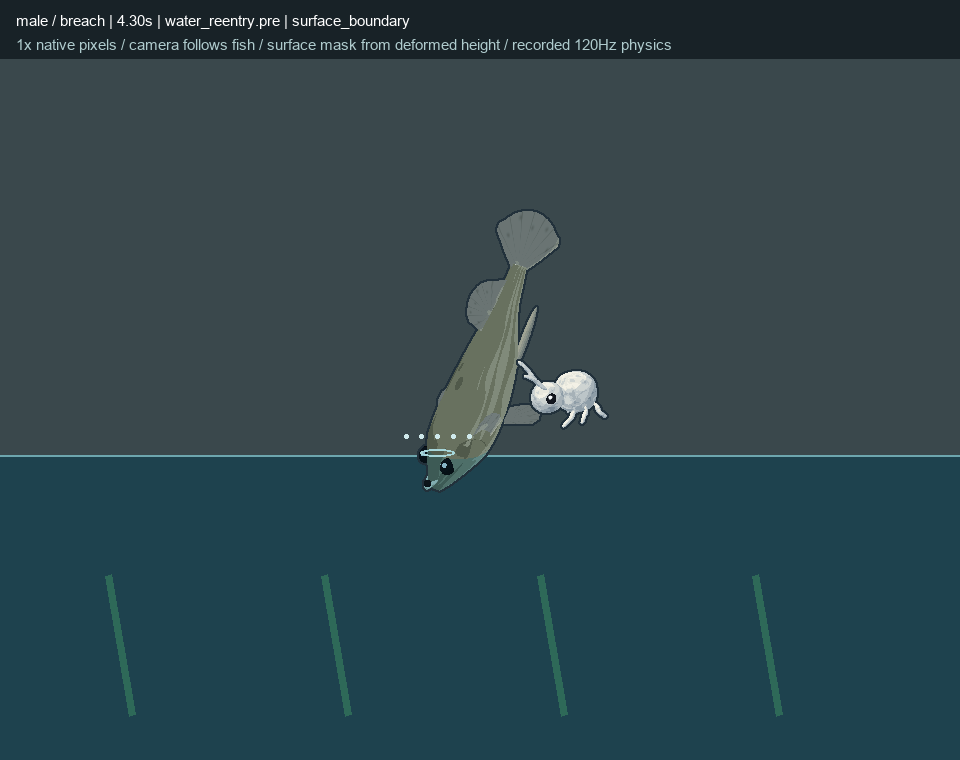 male / breach | 4.30s | water_reentry.pre | surface_boundary
1x native pixels / camera follows fish / surface mask from deformed height / recorded 120Hz physics